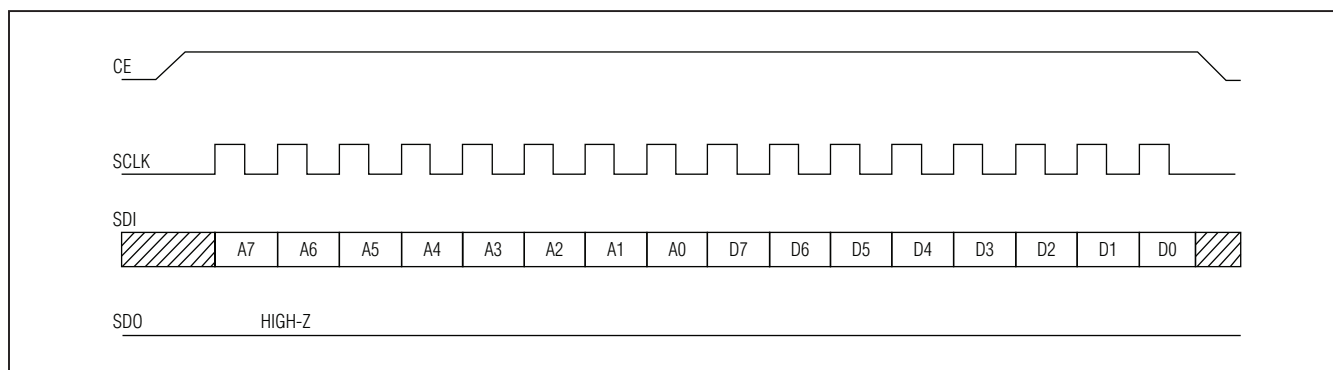 CE
SCLK
SDI
A7 A6 A5 A4 A3 A2 A1 A0 D7 D6 D5 D4 D3 D2 D1 D0
SDO HIGH-Z